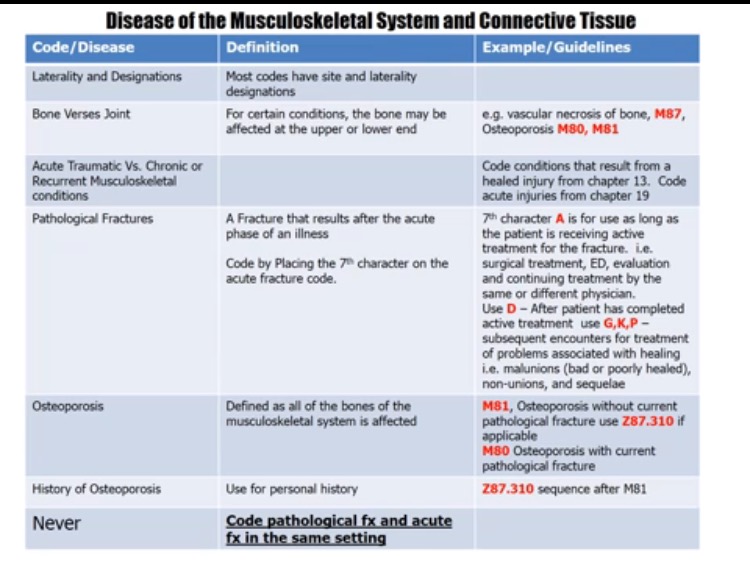 Disease of the Musculoskeletal System and Connective Tissue
Code/Disease
Definition
Example/Guidelines
Laterality and Designations
Most codes have site and laterality
designations
Bone Verses Joint
For certain conditions, the bone may be
affected at the upper or lower end
e.g. vascular necrosis of bone, M87,
Osteoporosis M80, M81
Acute Traumatic Vs. Chronic or
Recurrent Musculoskeletal
conditions
Code conditions that result from a
healed injury from chapter 13. Code
acute injuries from chapter 19
Pathological Fractures
A Fracture that results after the acute
phase of an illness
Code by Placing the 7th character on the
acute fracture code.
7th character A is for use as long as
the patient is receiving active
treatment for the fracture. i.e.
surgical treatment, ED, evaluation
and continuing treatment by the
same or different physician.
Use D – After patient has completed
active treatment use G,K,P –
subsequent encounters for treatment
of problems associated with healing
i.e. malunions (bad or poorly healed),
non-unions, and sequelae
Osteoporosis
Defined as all of the bones of the
musculoskeletal system is affected
M81, Osteoporosis without current
pathological fracture use Z87.310 if
applicable
M80 Osteoporosis with current
pathological fracture
History of Osteoporosis
Use for personal history
Z87.310 sequence after M81
Never
Code pathological fx and acute
fx in the same setting